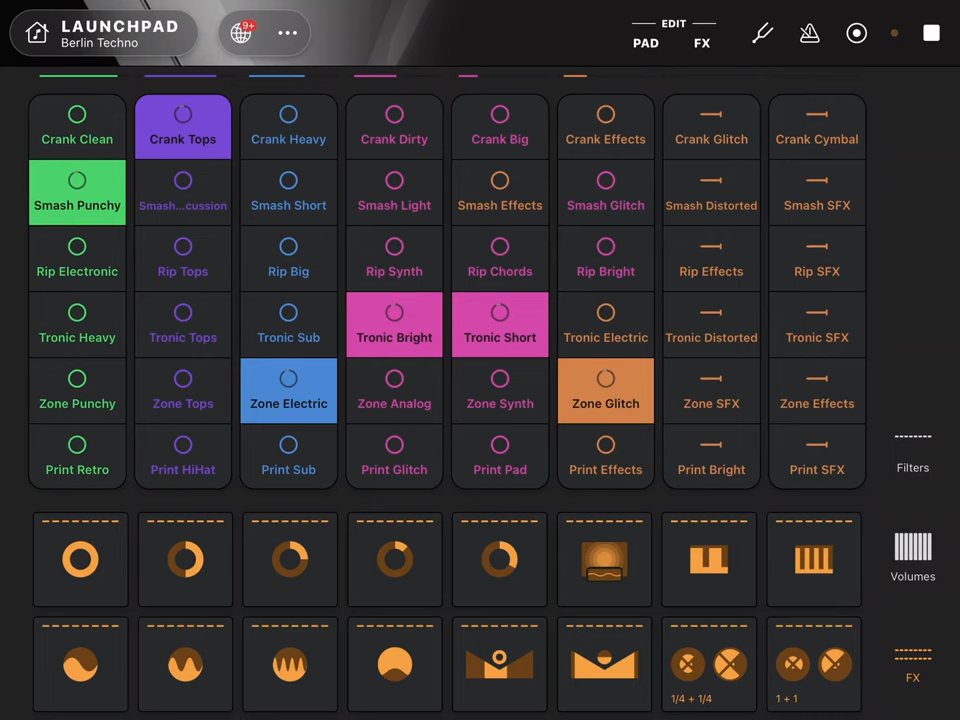 LAUNCHPAD
Berlin Techno
9+
EDIT
PAD FX
Crank Clean Crank Tops Crank Heavy Crank Dirty Crank Big Crank Effects Crank Glitch Crank Cymbal
Smash Punchy Smash...cussion Smash Short Smash Light Smash Effects Smash Glitch Smash Distorted Smash SFX
Rip Electronic Rip Tops Rip Big Rip Synth Rip Chords Rip Bright Rip Effects Rip SFX
Tronic Heavy Tronic Tops Tronic Sub Tronic Bright Tronic Short Tronic Electric Tronic Distorted Tronic SFX
Zone Punchy Zone Tops Zone Electric Zone Analog Zone Synth Zone Glitch Zone SFX Zone Effects
Print Retro Print HiHat Print Sub Print Glitch Print Pad Print Effects Print Bright Print SFX
Filters
Volumes
FX
1/4 + 1/4 1 + 1